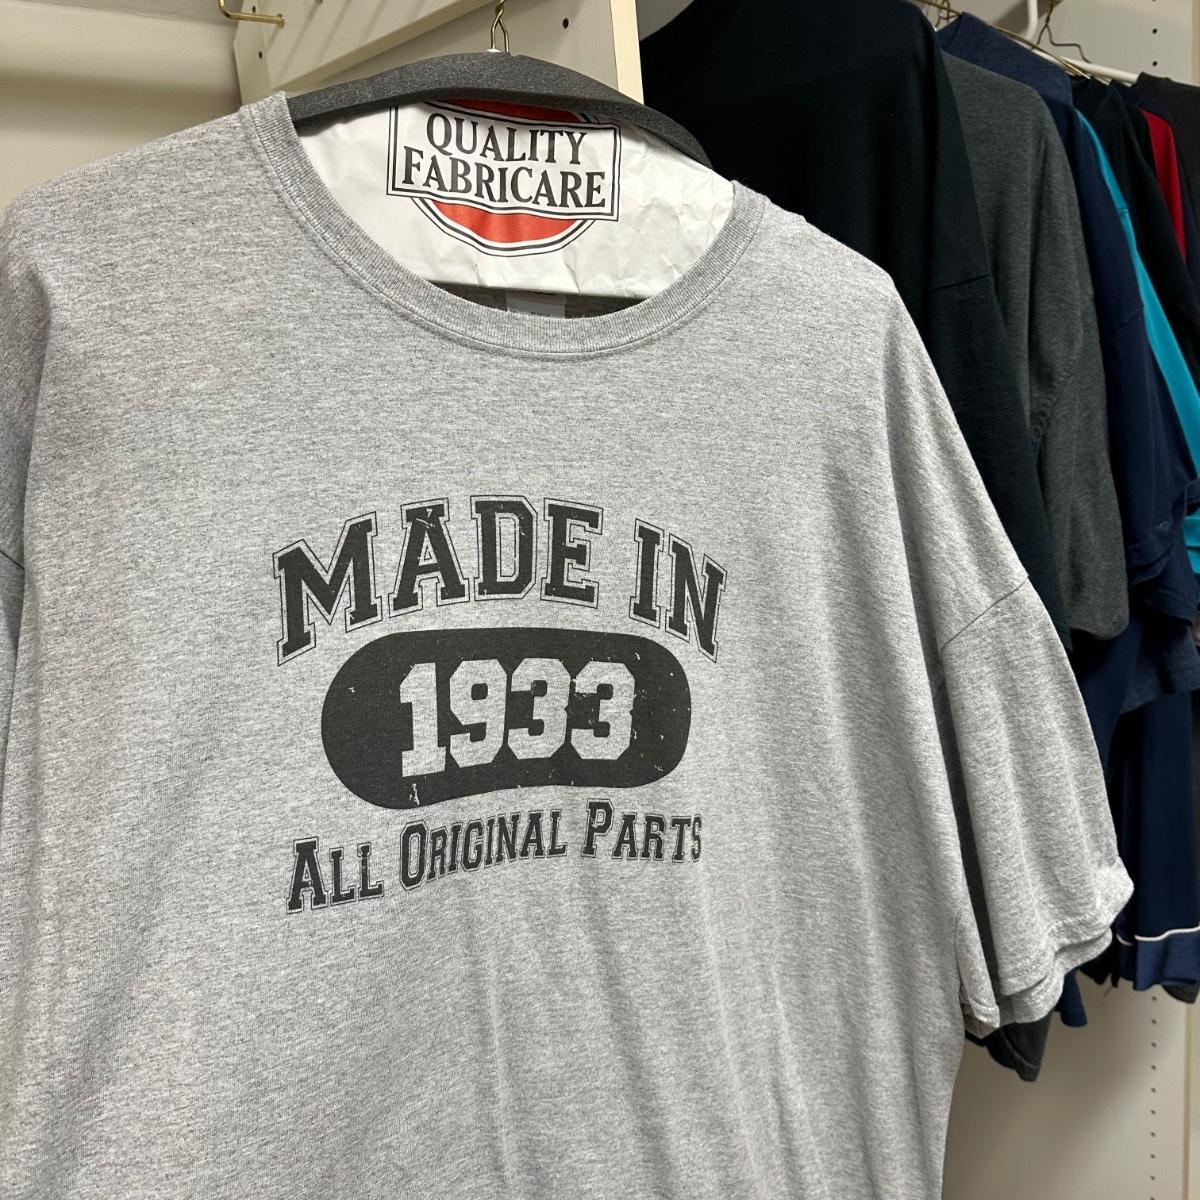 QUALITY
FABRICARE
MADE IN
1933
ALL ORIGINAL PARTS